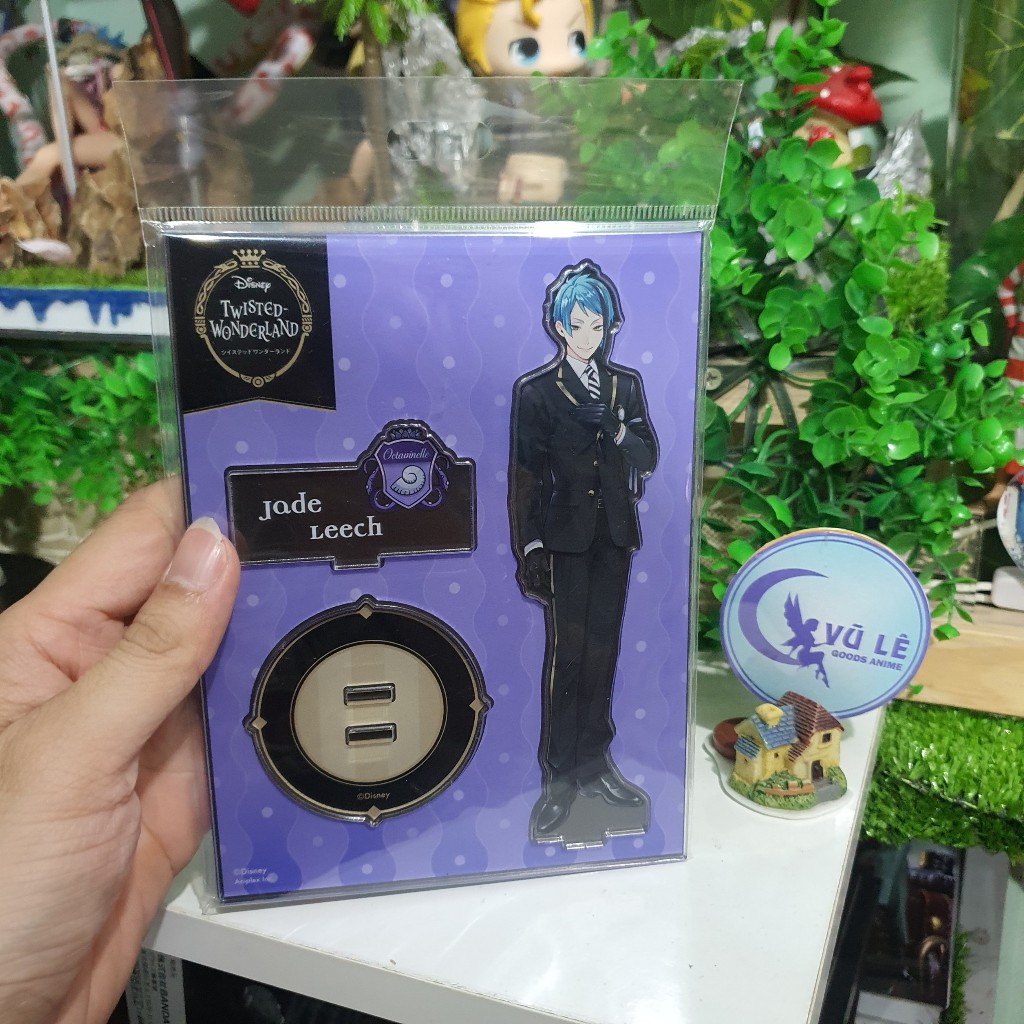 Disney
TWISTED-
WONDERLAND
ツイステッドワンダーランド
Octavinelle
Jade
Leech
©Disney
©Disney
Aniplex Inc.
VŨ LÊ
GOODS ANIME
BANDAI